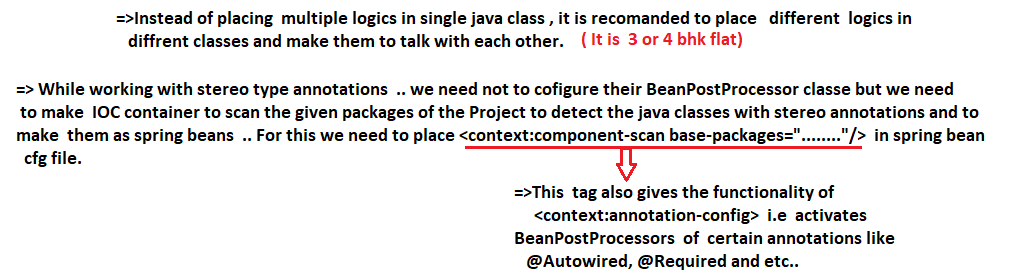 =>Instead of placing multiple logics in single java class , it is recomanded to place different logics in
diffrent classes and make them to talk with each other. ( It is 3 or 4 bhk flat)
=> While working with stereo type annotations .. we need not to cofigure their BeanPostProcessor classe but we need
to make IOC container to scan the given packages of the Project to detect the java classes with stereo annotations and to
make them as spring beans .. For this we need to place <context:component-scan base-packages="........"/> in spring bean
cfg file.
=>This tag also gives the functionality of
<context:annotation-config> i.e activates
BeanPostProcessors of certain annotations like
@Autowired, @Required and etc..